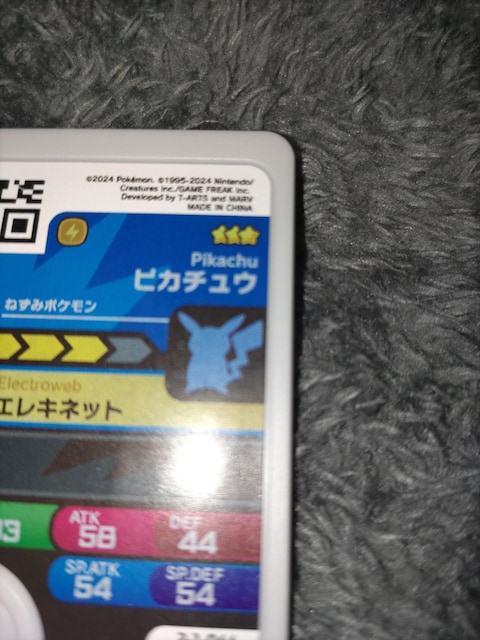 ©2024 Pokémon. ©1995-2024 Nintendo/
Creatures Inc./GAME FREAK inc.
Developed by T-ARTS and MARV
MADE IN CHINA
Pikachu
ピカチュウ
ねずみポケモン
Electroweb
エレキネット
ATK
58
DEF
44
SP.ATK
54
SP.DEF
54